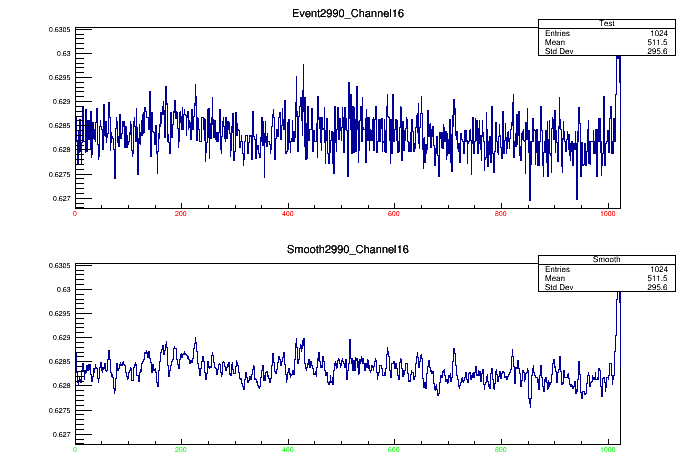 Event2990_Channel16
Test
Entries 1024
Mean 511.5
Std Dev 295.6
0.6305
0.63
0.6295
0.629
0.6285
0.628
0.6275
0.627
0 200 400 600 800 1000
Smooth2990_Channel16
Smooth
Entries 1024
Mean 511.5
Std Dev 295.6
0.6305
0.63
0.6295
0.629
0.6285
0.628
0.6275
0.627
0 200 400 600 800 1000